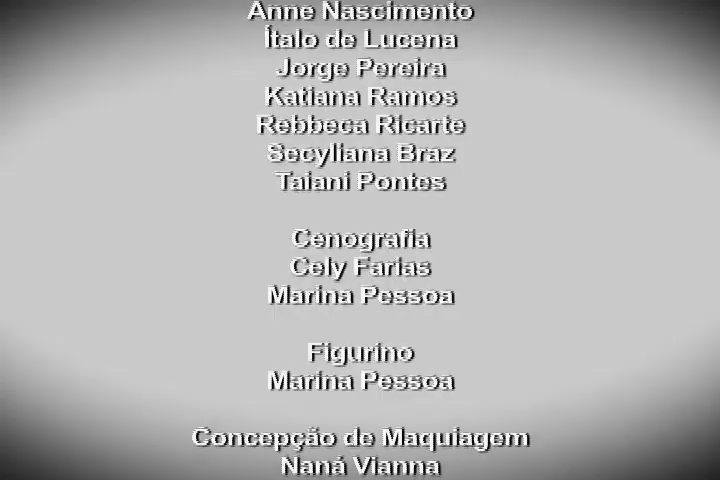 Anne Nascimento
Ítalo de Lucena
Jorge Pereira
Katiana Ramos
Rebbeca Ricarte
Secyliana Braz
Taiani Pontes
Cenografia
Cely Farias
Marina Pessoa
Figurino
Marina Pessoa
Concepção de Maquiagem
Naná Vianna